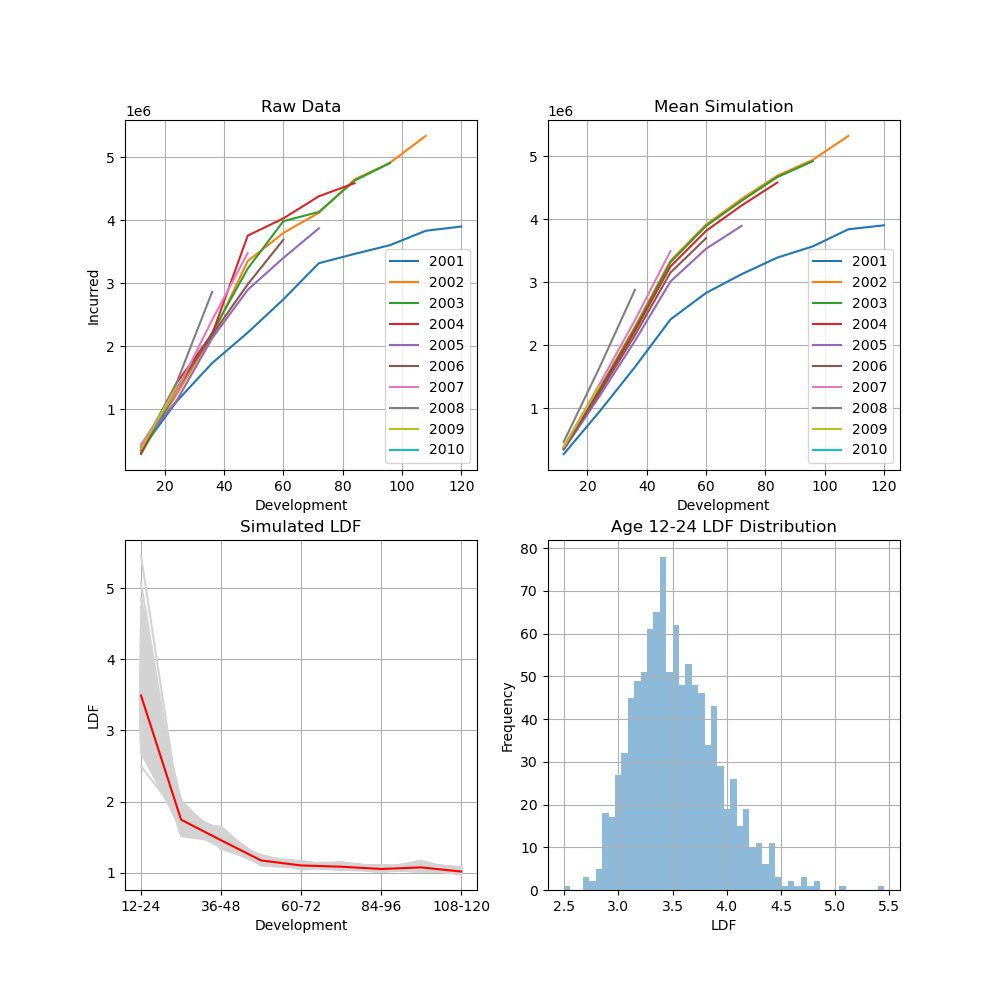 Raw Data
1e6
Incurred
5
4
3
2
1
20 40 60 80 100 120
Development
2001
2002
2003
2004
2005
2006
2007
2008
2009
2010
Mean Simulation
1e6
5
4
3
2
1
20 40 60 80 100 120
Development
2001
2002
2003
2004
2005
2006
2007
2008
2009
2010
Simulated LDF
LDF
5
4
3
2
1
12-24 36-48 60-72 84-96 108-120
Development
Age 12-24 LDF Distribution
Frequency
80
70
60
50
40
30
20
10
0
2.5 3.0 3.5 4.0 4.5 5.0 5.5
LDF